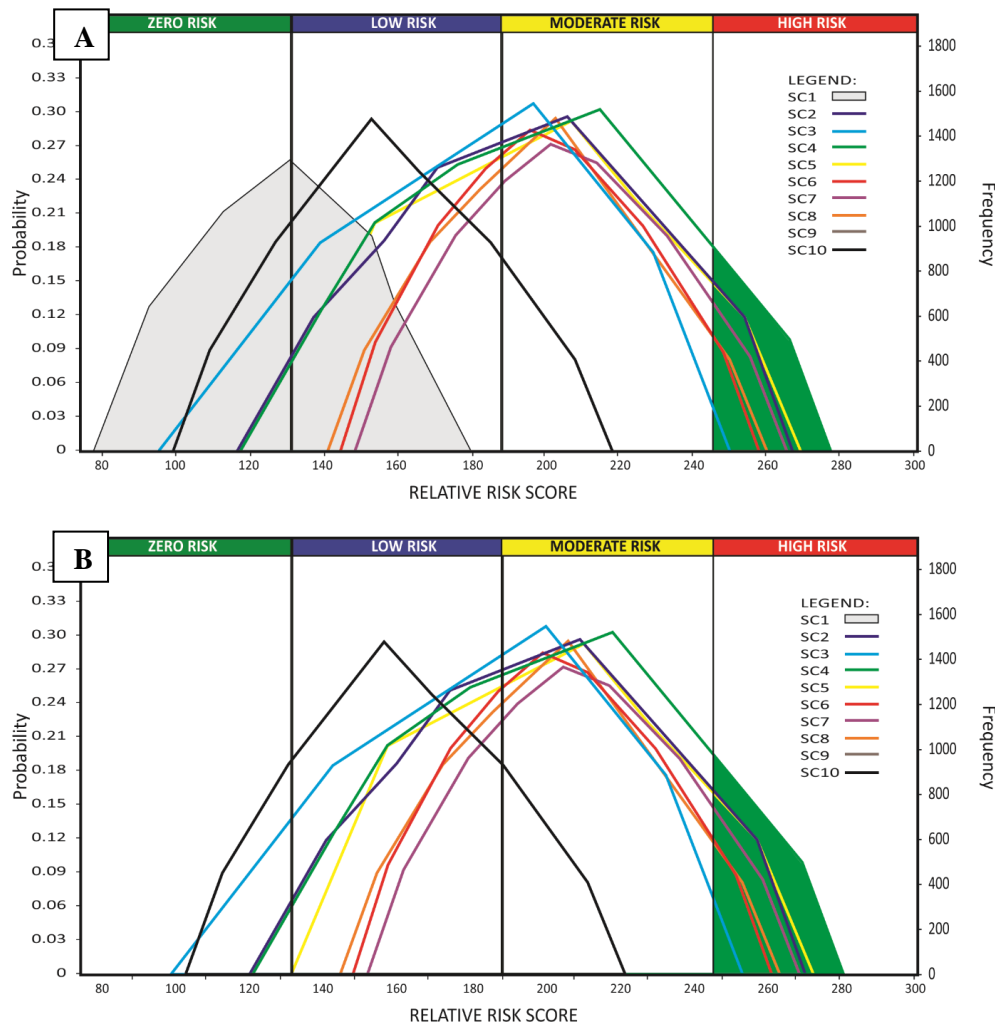 A
ZERO RISK LOW RISK MODERATE RISK HIGH RISK
0.3 1800
0.33 1600
LEGEND:
SC1
0.30 SC2 1400
SC3
0.27 SC4
SC5 1200
0.24 SC6
SC7
0.21 SC8 1000
SC9
0.18 SC10
800
0.15
0.12 600
0.09 400
0.06
200
0.03
0 0
Probability
Frequency
80 100 120 140 160 180 200 220 240 260 280 300
RELATIVE RISK SCORE
B
ZERO RISK LOW RISK MODERATE RISK HIGH RISK
0.3 1800
0.33 1600
LEGEND:
SC1
0.30 SC2 1400
SC3
0.27 SC4
SC5 1200
0.24 SC6
SC7
0.21 SC8 1000
SC9
0.18 SC10
800
0.15
0.12 600
0.09 400
0.06
200
0.03
0 0
Probability
Frequency
80 100 120 140 160 180 200 220 240 260 280 300
RELATIVE RISK SCORE